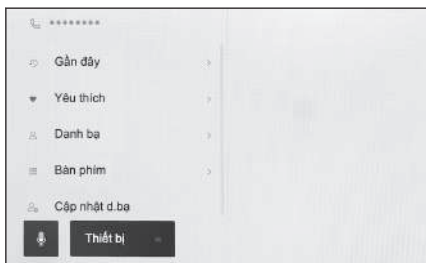 ********
Gần đây
Yêu thích
Danh bạ
Bàn phím
Cập nhật d.bạ
Thiết bị